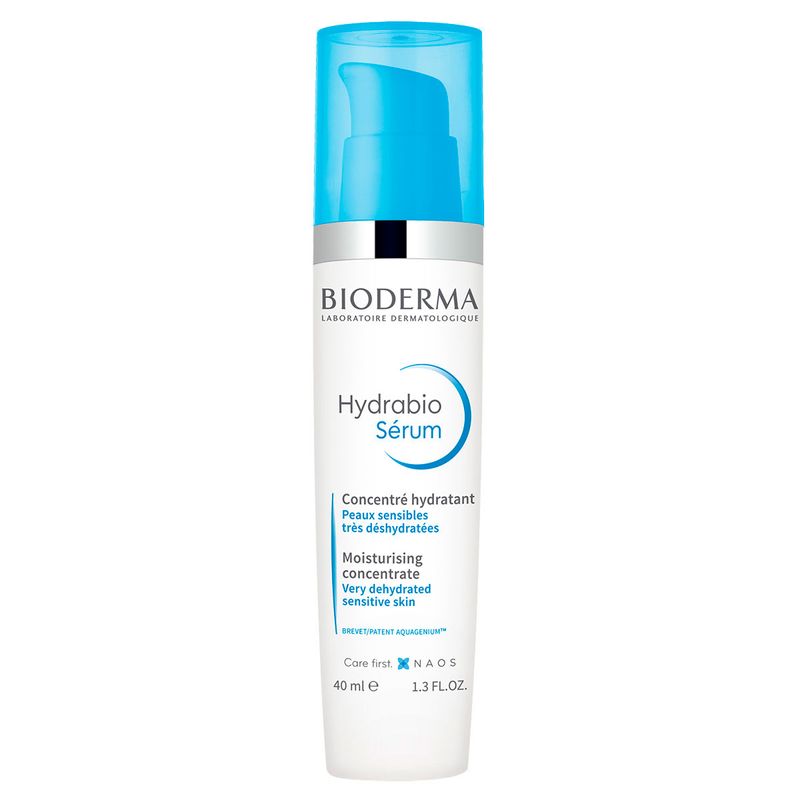 BIODERMA
LABORATOIRE DERMATOLOGIQUE
Hydrabio
Sérum
Concentré hydratant
Peaux sensibles
très déshydratées
Moisturising
concentrate
Very dehydrated
sensitive skin
BREVET/PATENT AQUAGENIUM™
Care first. NAOS
40 ml ℮ 1.3 FL.OZ.